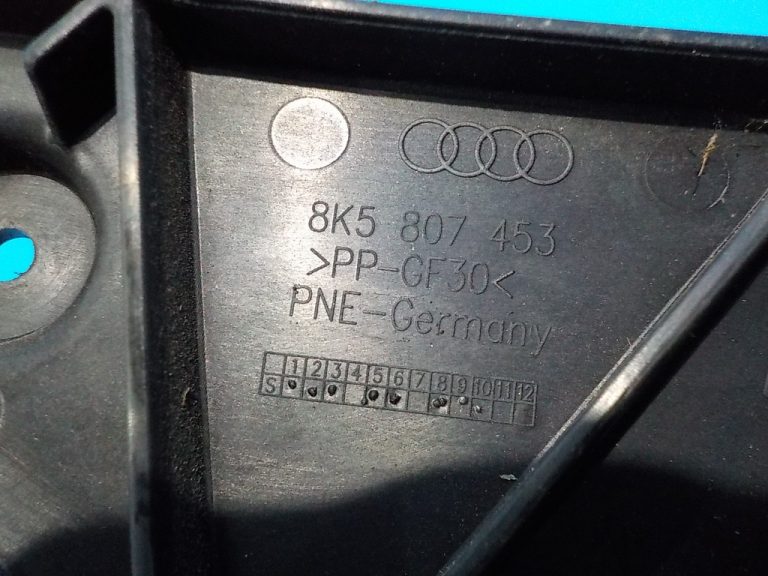 8K5 807 453
>PP-GF30<
PNE-Germany
1 2 3 4 5 6 7 8 9 10 11 12
S